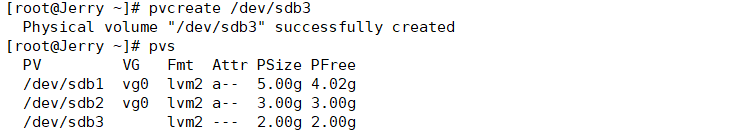 [root@Jerry ~]# pvcreate /dev/sdb3
  Physical volume "/dev/sdb3" successfully created
[root@Jerry ~]# pvs
  PV         VG   Fmt  Attr PSize PFree
  /dev/sdb1  vg0  lvm2 a--  5.00g 4.02g
  /dev/sdb2  vg0  lvm2 a--  3.00g 3.00g
  /dev/sdb3       lvm2 ---  2.00g 2.00g